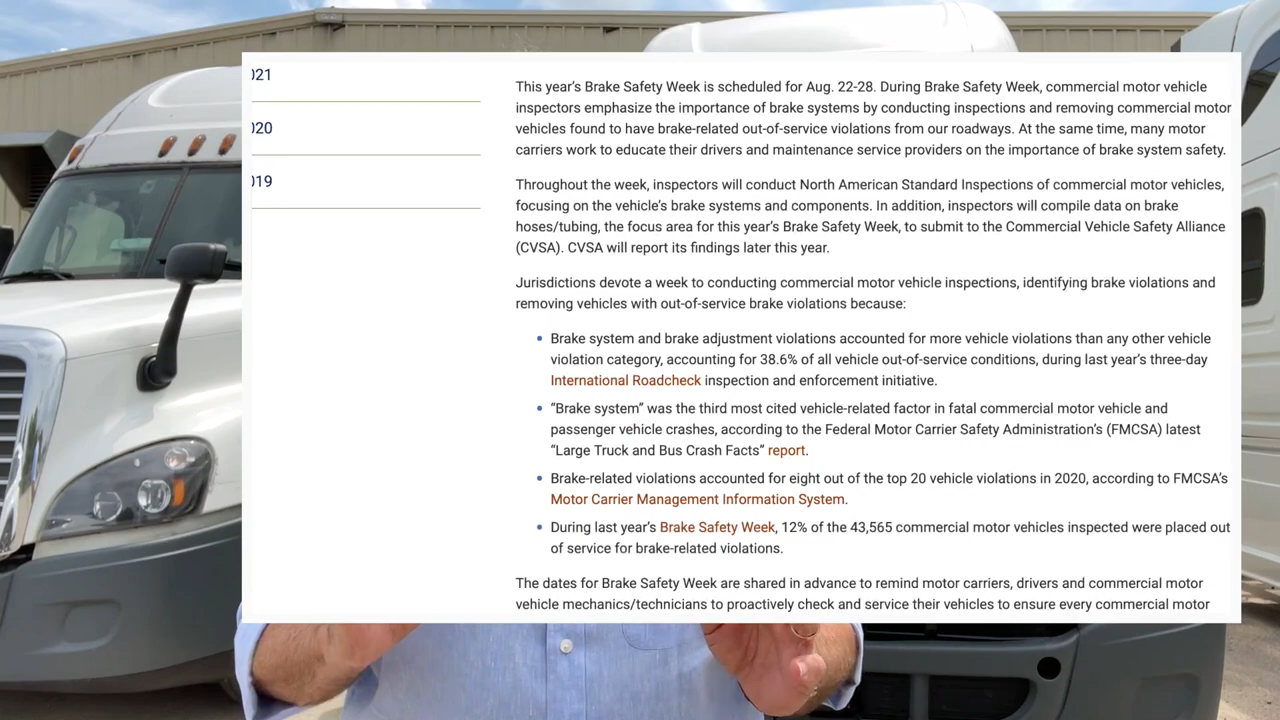 021
020
019
This year’s Brake Safety Week is scheduled for Aug. 22-28. During Brake Safety Week, commercial motor vehicle
inspectors emphasize the importance of brake systems by conducting inspections and removing commercial motor
vehicles found to have brake-related out-of-service violations from our roadways. At the same time, many motor
carriers work to educate their drivers and maintenance service providers on the importance of brake system safety.
Throughout the week, inspectors will conduct North American Standard Inspections of commercial motor vehicles,
focusing on the vehicle’s brake systems and components. In addition, inspectors will compile data on brake
hoses/tubing, the focus area for this year’s Brake Safety Week, to submit to the Commercial Vehicle Safety Alliance
(CVSA). CVSA will report its findings later this year.
Jurisdictions devote a week to conducting commercial motor vehicle inspections, identifying brake violations and
removing vehicles with out-of-service brake violations because:
• Brake system and brake adjustment violations accounted for more vehicle violations than any other vehicle
violation category, accounting for 38.6% of all vehicle out-of-service conditions, during last year’s three-day
International Roadcheck inspection and enforcement initiative.
• “Brake system” was the third most cited vehicle-related factor in fatal commercial motor vehicle and
passenger vehicle crashes, according to the Federal Motor Carrier Safety Administration’s (FMCSA) latest
“Large Truck and Bus Crash Facts” report.
• Brake-related violations accounted for eight out of the top 20 vehicle violations in 2020, according to FMCSA’s
Motor Carrier Management Information System.
• During last year’s Brake Safety Week, 12% of the 43,565 commercial motor vehicles inspected were placed out
of service for brake-related violations.
The dates for Brake Safety Week are shared in advance to remind motor carriers, drivers and commercial motor
vehicle mechanics/technicians to proactively check and service their vehicles to ensure every commercial motor